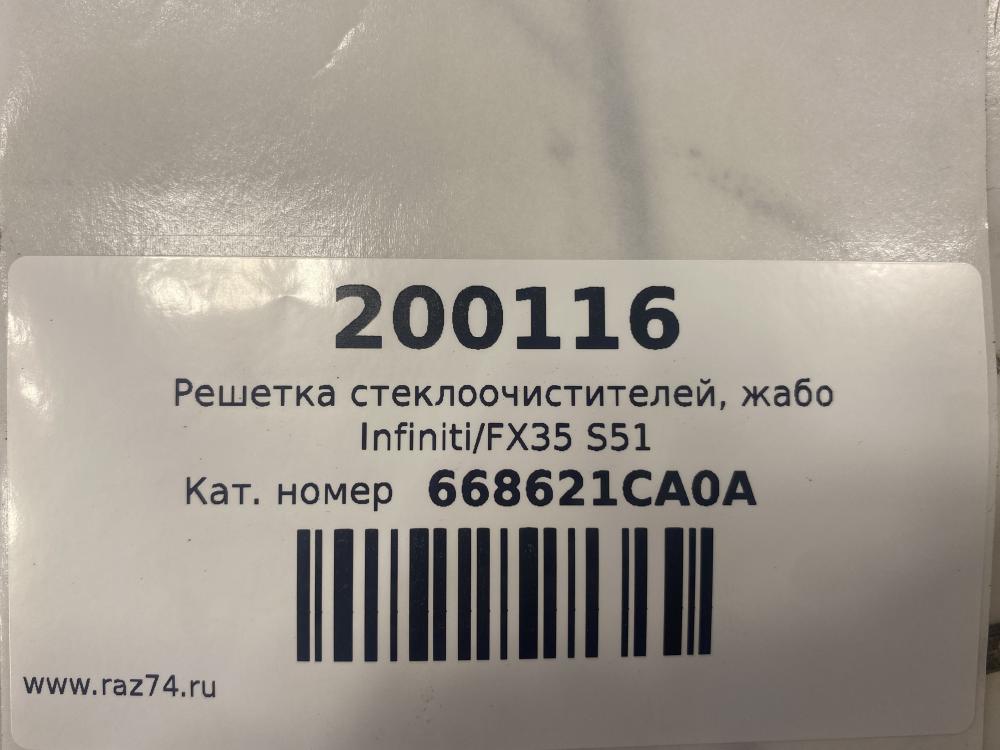 200116
Решетка стеклоочистителей, жабо
Infiniti/FX35 S51
Кат. номер 668621CA0A
www.raz74.ru